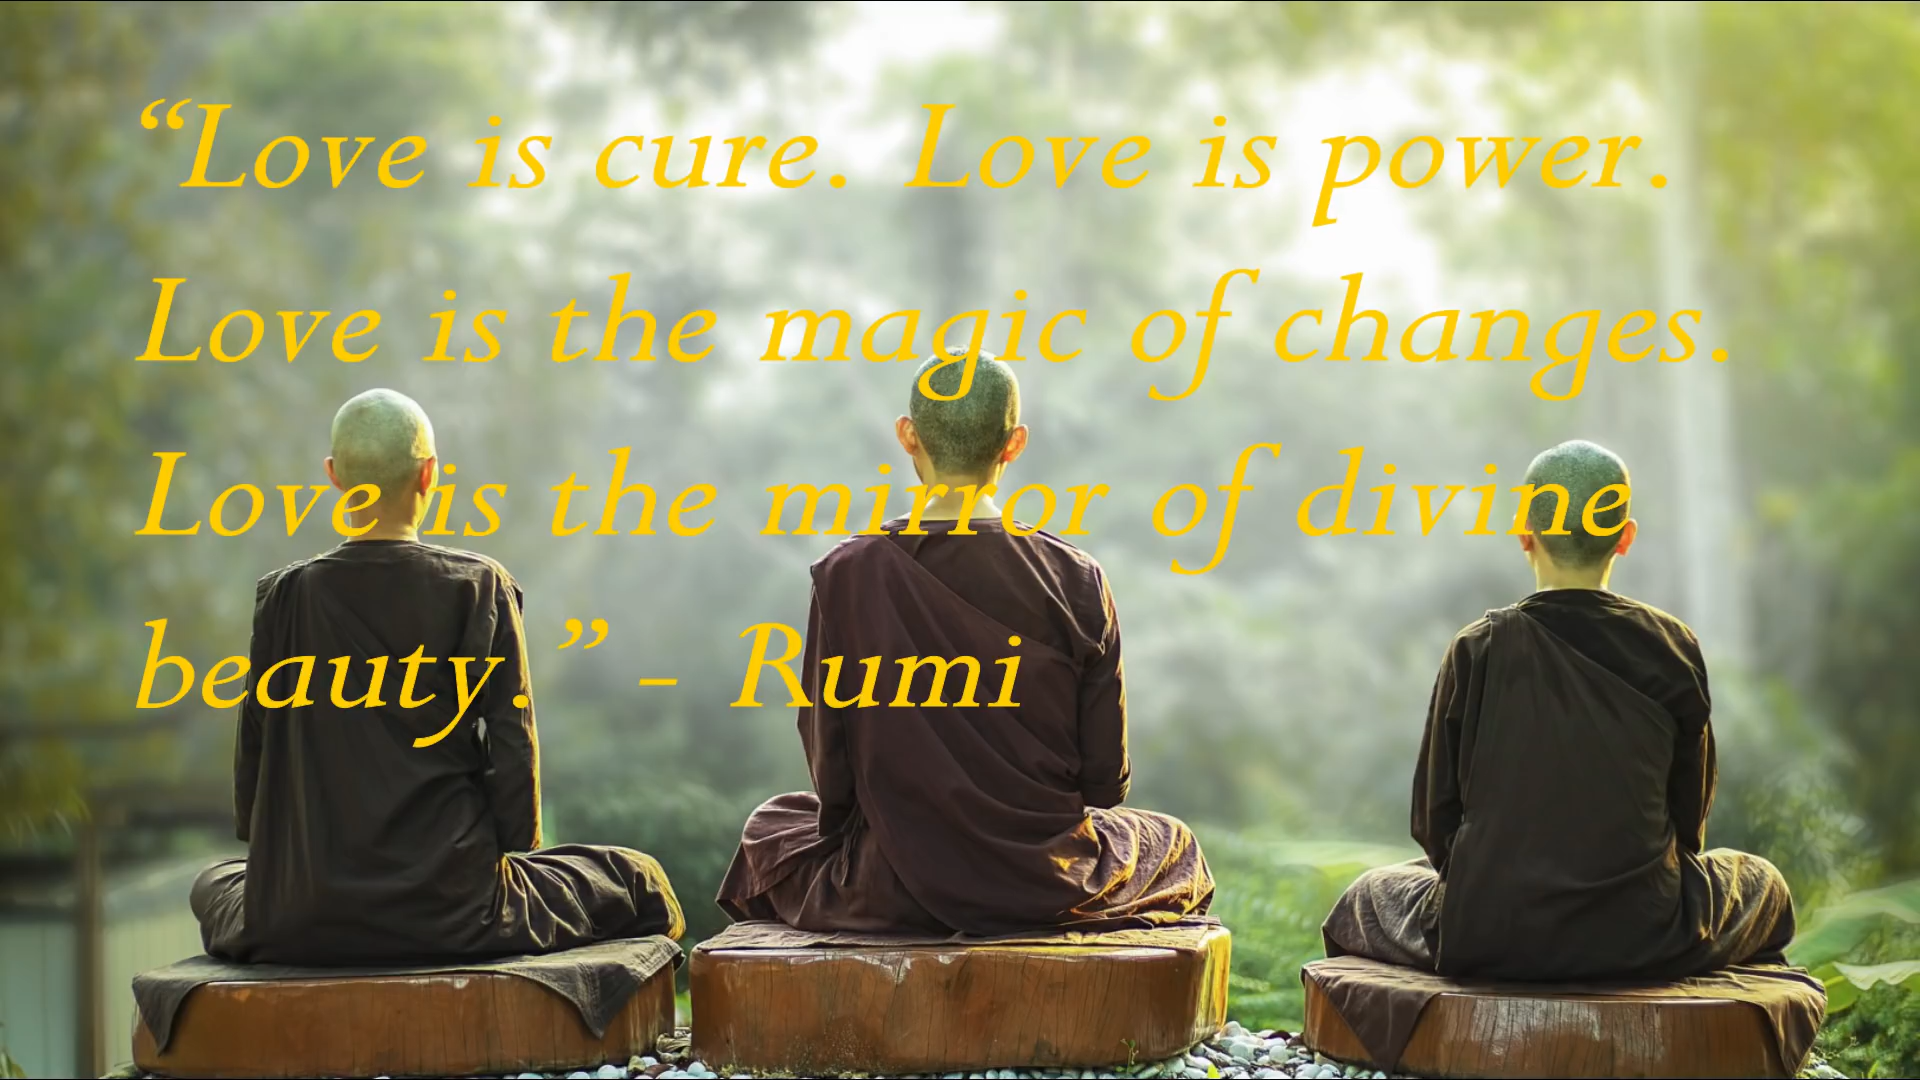 “Love is cure. Love is power.
Love is the magic of changes.
Love is the mirror of divine
beauty.” - Rumi